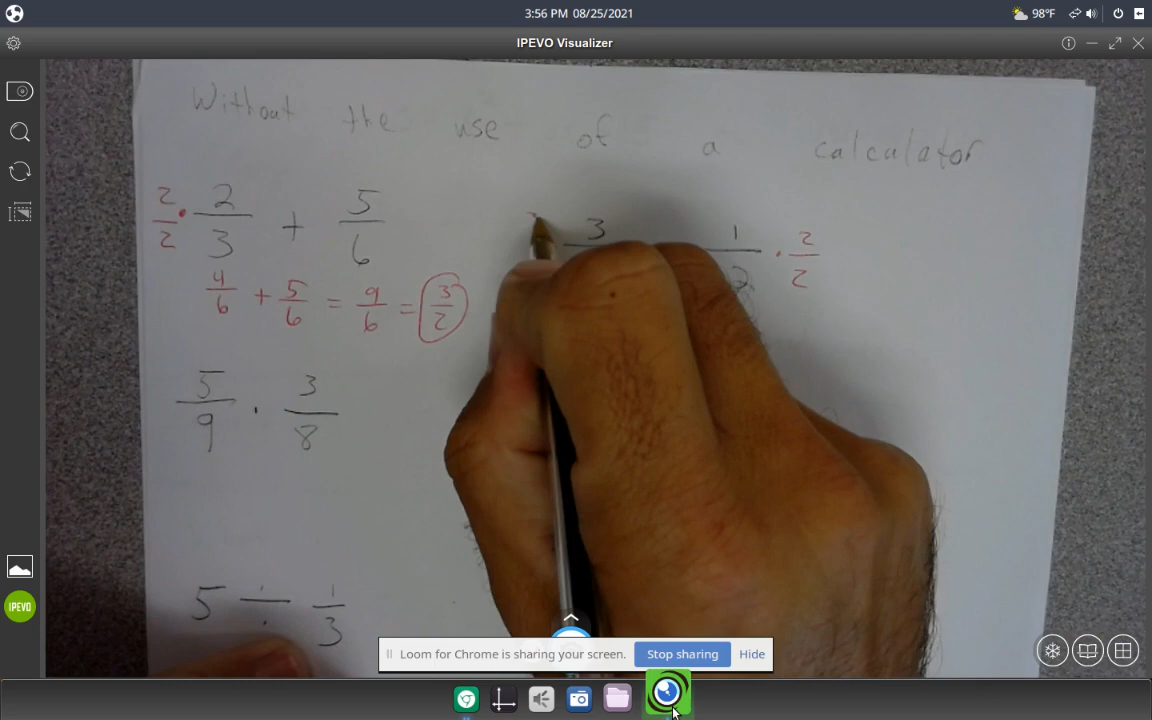 3:56 PM 08/25/2021
98°F
IPEVO Visualizer
Without the use of a calculator
2/2 · 2/3 + 5/6
3
1/2 · 2/2
4/6 + 5/6 = 9/6 = 3/2
5/9 · 3/8
5 ÷ 1/3
IPEVO
Loom for Chrome is sharing your screen. Stop sharing Hide